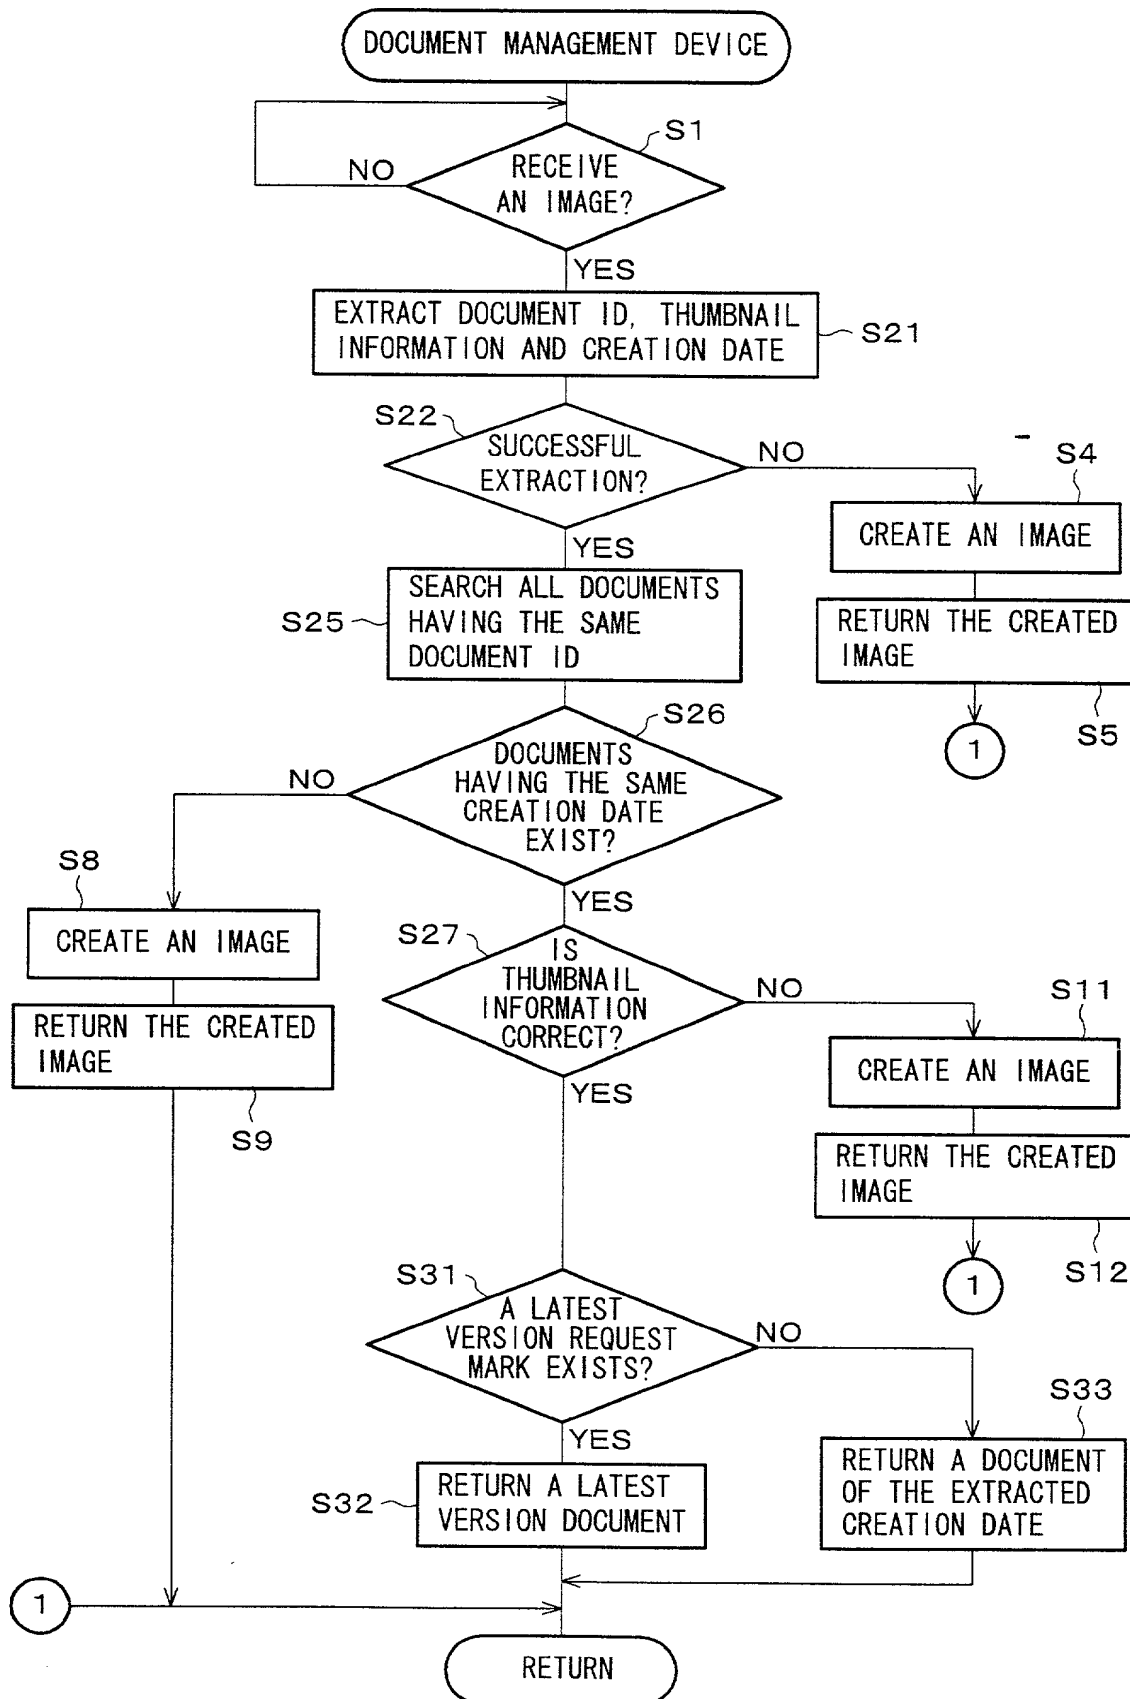 DOCUMENT MANAGEMENT DEVICE
S1
RECEIVE
AN IMAGE?
NO
YES
EXTRACT DOCUMENT ID, THUMBNAIL
INFORMATION AND CREATION DATE
S21
S22
SUCCESSFUL
EXTRACTION?
NO
YES
S4
CREATE AN IMAGE
RETURN THE CREATED
IMAGE
S5
1
SEARCH ALL DOCUMENTS
HAVING THE SAME
DOCUMENT ID
S25
S26
DOCUMENTS
HAVING THE SAME
CREATION DATE
EXIST?
NO
YES
S8
CREATE AN IMAGE
RETURN THE CREATED
IMAGE
S9
S27
IS
THUMBNAIL
INFORMATION
CORRECT?
NO
YES
S11
CREATE AN IMAGE
RETURN THE CREATED
IMAGE
S12
1
S31
A LATEST
VERSION REQUEST
MARK EXISTS?
NO
YES
S33
RETURN A DOCUMENT
OF THE EXTRACTED
CREATION DATE
S32
RETURN A LATEST
VERSION DOCUMENT
1
RETURN